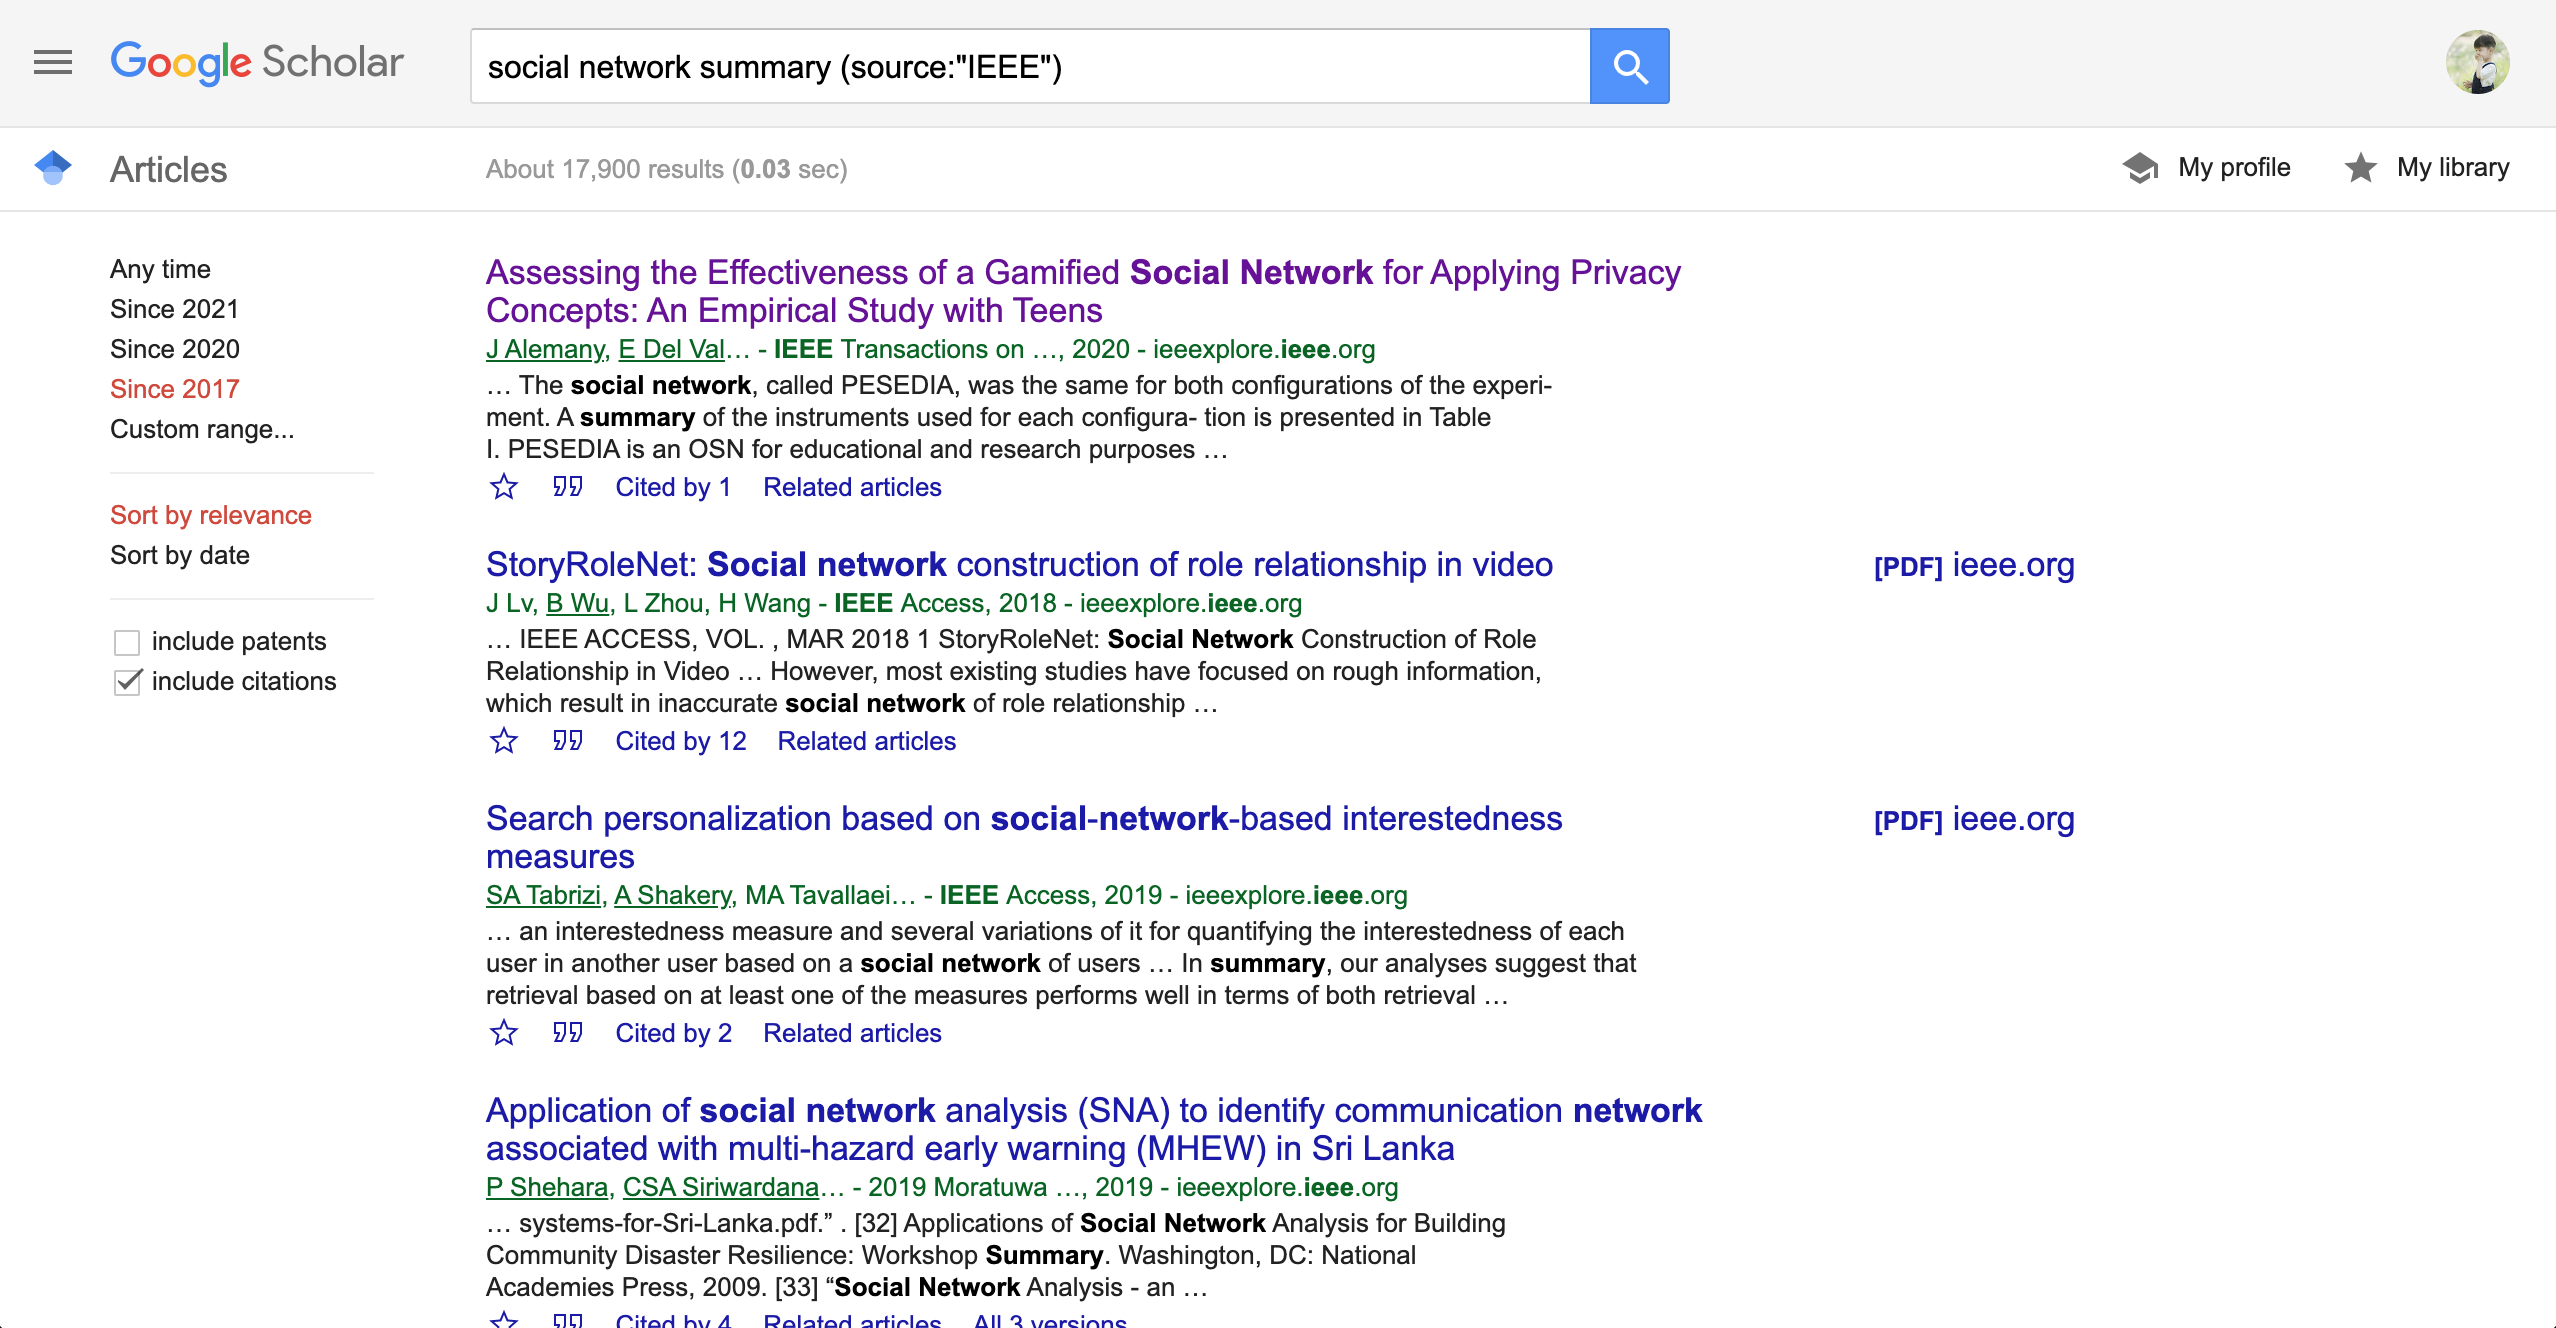 Google Scholar
social network summary (source:"IEEE")
Articles
About 17,900 results (0.03 sec)
My profile
My library
Any time
Since 2021
Since 2020
Since 2017
Custom range...
Sort by relevance
Sort by date
include patents
include citations
Assessing the Effectiveness of a Gamified Social Network for Applying Privacy
Concepts: An Empirical Study with Teens
J Alemany, E Del Val… - IEEE Transactions on …, 2020 - ieeexplore.ieee.org
… The social network, called PESEDIA, was the same for both configurations of the experi-
ment. A summary of the instruments used for each configura- tion is presented in Table
I. PESEDIA is an OSN for educational and research purposes …
Cited by 1 Related articles
StoryRoleNet: Social network construction of role relationship in video
[PDF] ieee.org
J Lv, B Wu, L Zhou, H Wang - IEEE Access, 2018 - ieeexplore.ieee.org
… IEEE ACCESS, VOL. , MAR 2018 1 StoryRoleNet: Social Network Construction of Role
Relationship in Video … However, most existing studies have focused on rough information,
which result in inaccurate social network of role relationship …
Cited by 12 Related articles
Search personalization based on social-network-based interestedness
measures
[PDF] ieee.org
SA Tabrizi, A Shakery, MA Tavallaei… - IEEE Access, 2019 - ieeexplore.ieee.org
… an interestedness measure and several variations of it for quantifying the interestedness of each
user in another user based on a social network of users … In summary, our analyses suggest that
retrieval based on at least one of the measures performs well in terms of both retrieval …
Cited by 2 Related articles
Application of social network analysis (SNA) to identify communication network
associated with multi-hazard early warning (MHEW) in Sri Lanka
P Shehara, CSA Siriwardana… - 2019 Moratuwa …, 2019 - ieeexplore.ieee.org
… systems-for-Sri-Lanka.pdf.” . [32] Applications of Social Network Analysis for Building
Community Disaster Resilience: Workshop Summary. Washington, DC: National
Academies Press, 2009. [33] “Social Network Analysis - an …
Cited by 4 Related articles All 3 versions